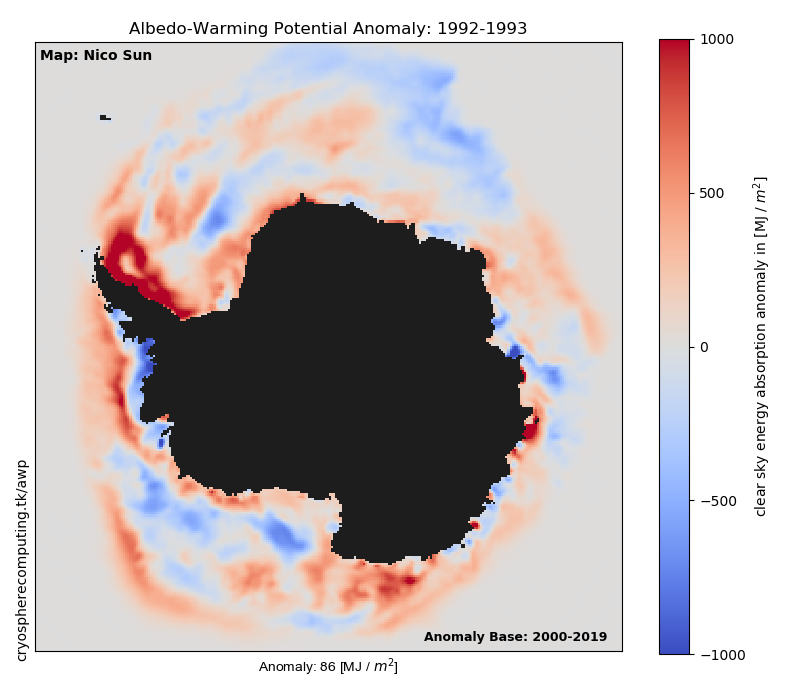 Albedo-Warming Potential Anomaly: 1992-1993
Map: Nico Sun
1000
500
0
−500
−1000
clear sky energy absorption anomaly in [MJ / m²]
cryospherecomputing.tk/awp
Anomaly Base: 2000-2019
Anomaly: 86 [MJ / m²]